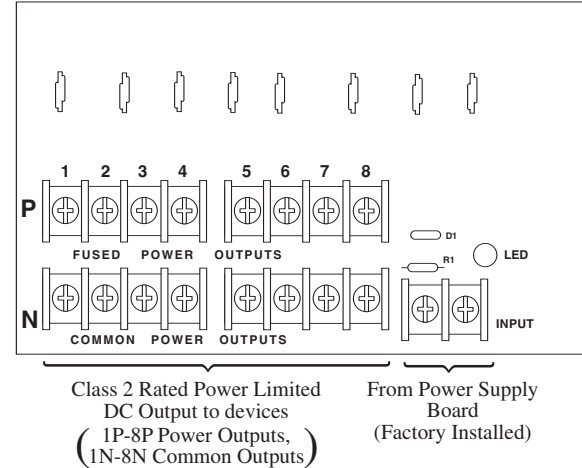 1 2 3 4 5 6 7 8
P
FUSED POWER OUTPUTS
D1
R1
LED
N
INPUT
COMMON POWER OUTPUTS
Class 2 Rated Power Limited
DC Output to devices
(1P-8P Power Outputs,
1N-8N Common Outputs)
From Power Supply
Board
(Factory Installed)